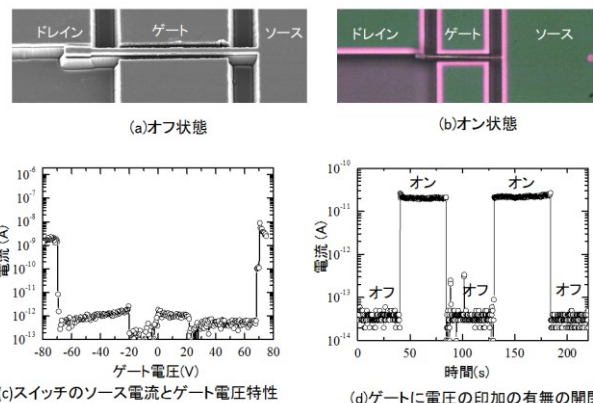 ドレイン ゲート ソース
ドレイン ゲート ソース
(a)オフ状態
(b)オン状態
電流(A)
10⁻⁶
10⁻⁷
10⁻⁸
10⁻⁹
10⁻¹⁰
10⁻¹¹
10⁻¹²
10⁻¹³
-80 -60 -40 -20 0 20 40 60 80
ゲート電圧(V)
(c)スイッチのソース電流とゲート電圧特性
電流(A)
10⁻¹⁰
10⁻¹¹
10⁻¹²
10⁻¹³
10⁻¹⁴
オン オン
オフ オフ オフ
0 50 100 150 200
時間(s)
(d)ゲートに電圧の印加の有無の開閉